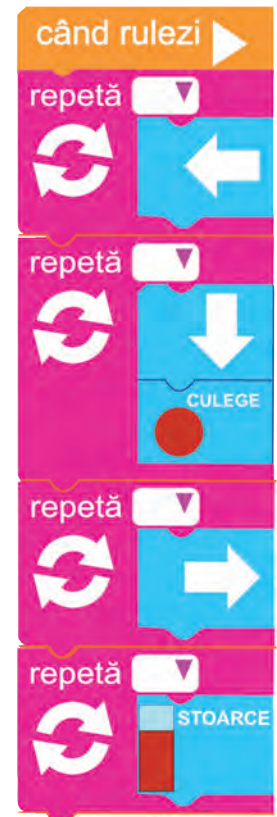 când rulezi
repetă
repetă
CULEGE
repetă
repetă
STOARCE